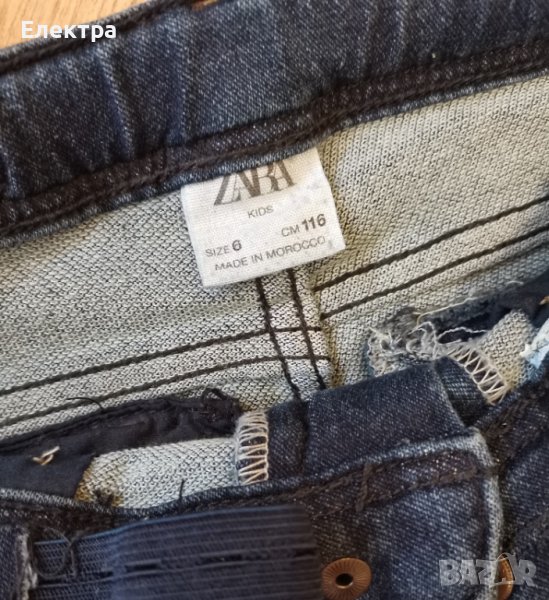 Електра
ZARA
KIDS
SIZE 6 CM 116
MADE IN MOROCCO
BAZAR